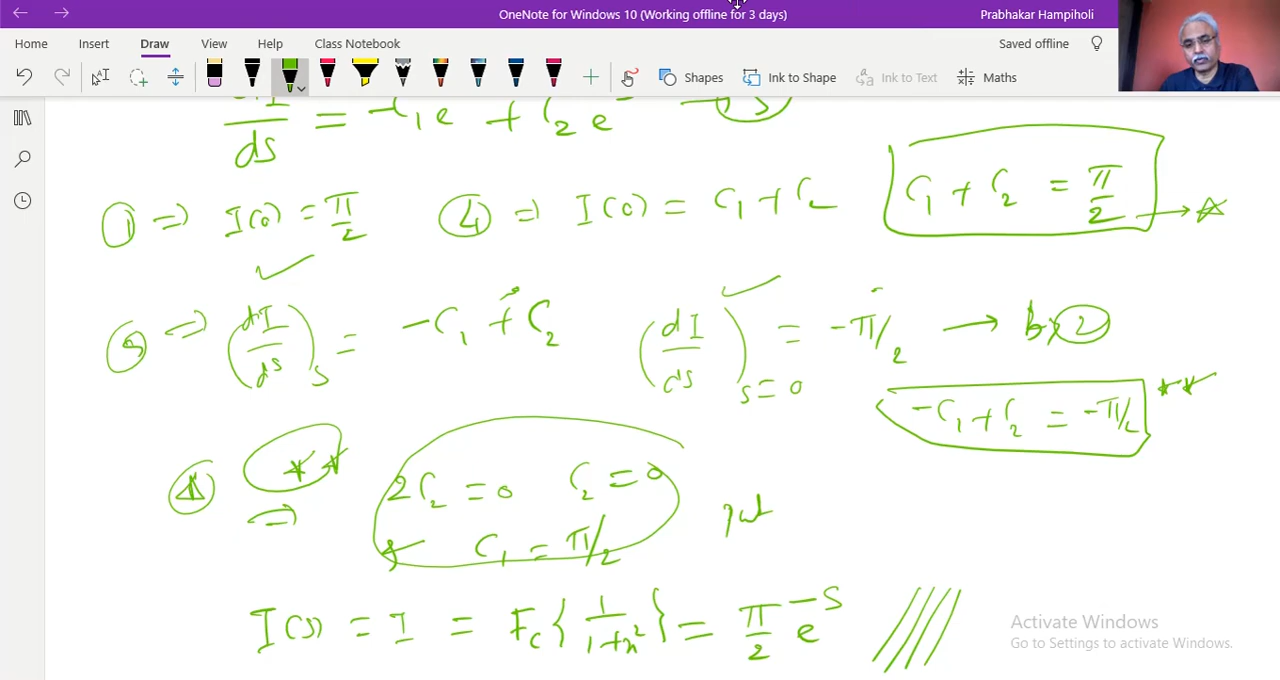 OneNote for Windows 10 (Working offline for 3 days)
Prabhakar Hampiholi
Home Insert Draw View Help Class Notebook
Saved offline
Shapes Ink to Shape Ink to Text Maths
dI/ds = -C₁e + C₂e
① => I(0) = π/2 ④ => I(0) = C₁ + C₂
C₁ + C₂ = π/2 → ☆
⑤ => (dI/ds)ₛ = -C₁ + C₂ (dI/ds)ₛ₌₀ = -π/2 → by ②
-C₁ + C₂ = -π/2 **
* **
=> 2C₂ = 0 C₂ = 0
& C₁ = π/2 put
I(s) = I = F_c{1/(1+x²)} = π/2 e^(-s)
Activate Windows
Go to Settings to activate Windows.